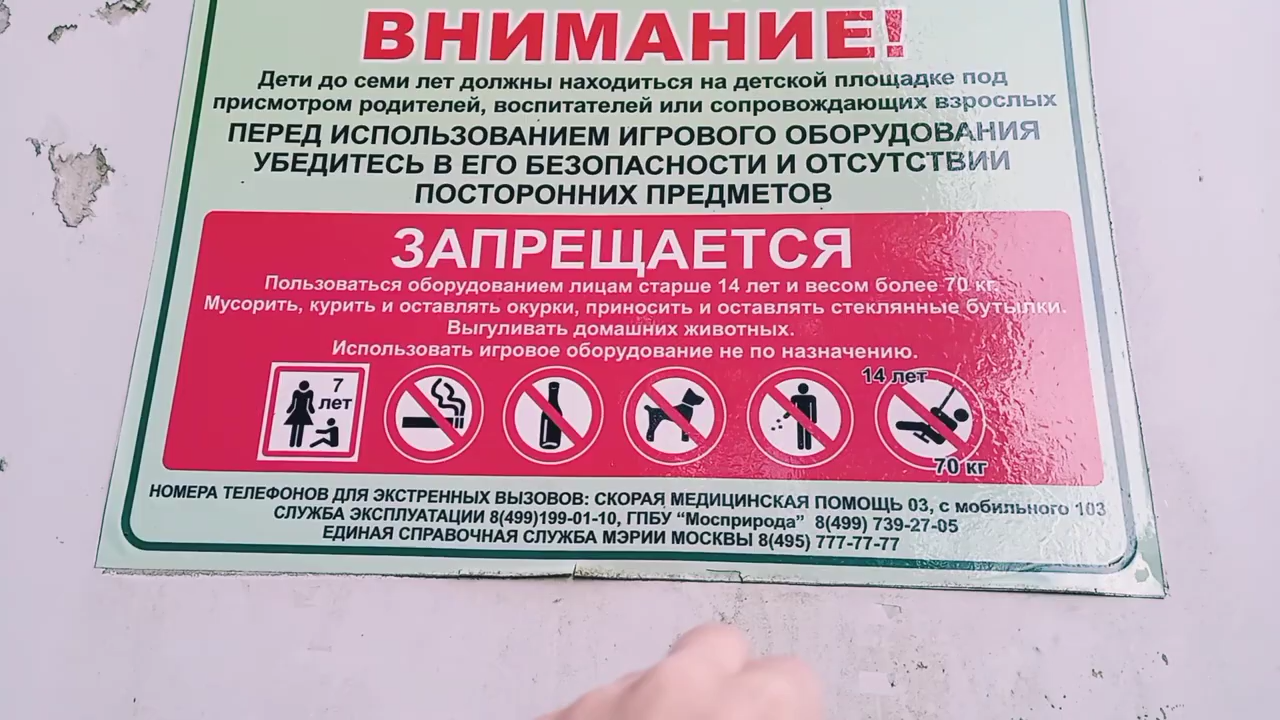 ВНИМАНИЕ!
Дети до семи лет должны находиться на детской площадке под
присмотром родителей, воспитателей или сопровождающих взрослых
ПЕРЕД ИСПОЛЬЗОВАНИЕМ ИГРОВОГО ОБОРУДОВАНИЯ
УБЕДИТЕСЬ В ЕГО БЕЗОПАСНОСТИ И ОТСУТСТВИИ
ПОСТОРОННИХ ПРЕДМЕТОВ
ЗАПРЕЩАЕТСЯ
Пользоваться оборудованием лицам старше 14 лет и весом более 70 кг.
Мусорить, курить и оставлять окурки, приносить и оставлять стеклянные бутылки.
Выгуливать домашних животных.
Использовать игровое оборудование не по назначению.
7
лет
14 лет
70 кг
НОМЕРА ТЕЛЕФОНОВ ДЛЯ ЭКСТРЕННЫХ ВЫЗОВОВ: СКОРАЯ МЕДИЦИНСКАЯ ПОМОЩЬ 03, с мобильного 103
СЛУЖБА ЭКСПЛУАТАЦИИ 8(499)199-01-10, ГПБУ “Мосприрода” 8(499) 739-27-05
ЕДИНАЯ СПРАВОЧНАЯ СЛУЖБА МЭРИИ МОСКВЫ 8(495) 777-77-77